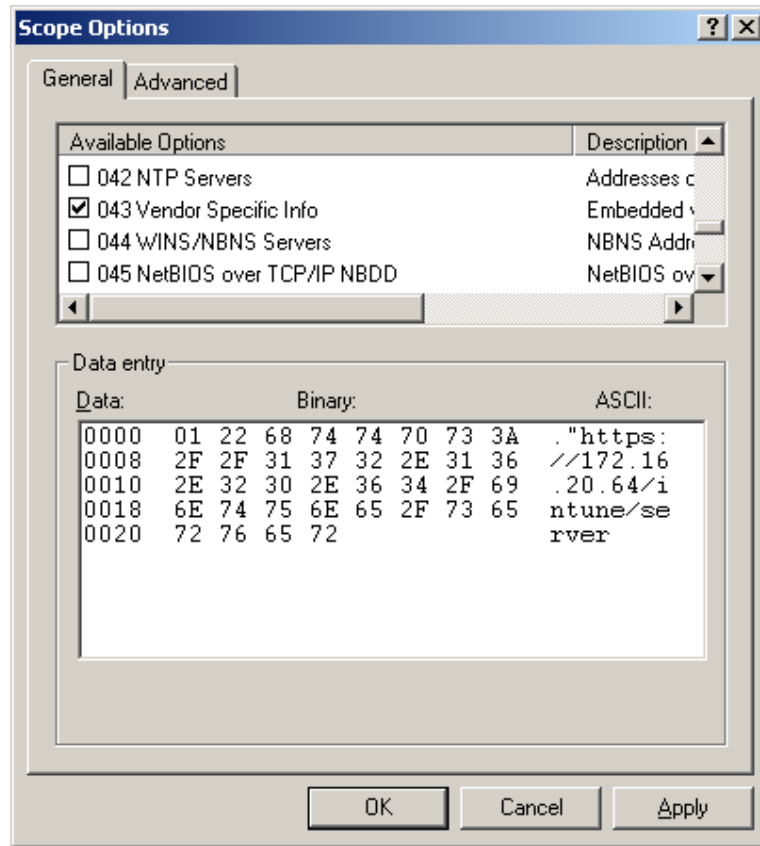 Scope Options
General Advanced
Available Options Description
042 NTP Servers Addresses c
043 Vendor Specific Info Embedded v
044 WINS/NBNS Servers NBNS Addr
045 NetBIOS over TCP/IP NBDD NetBIOS ov
Data entry
Data: Binary: ASCII:
0000 01 22 68 74 74 70 73 3A ."https:
0008 2F 2F 31 37 32 2E 31 36 //172.16
0010 2E 32 30 2E 36 34 2F 69 .20.64/i
0018 6E 74 75 6E 65 2F 73 65 ntune/se
0020 72 76 65 72 rver
OK Cancel Apply